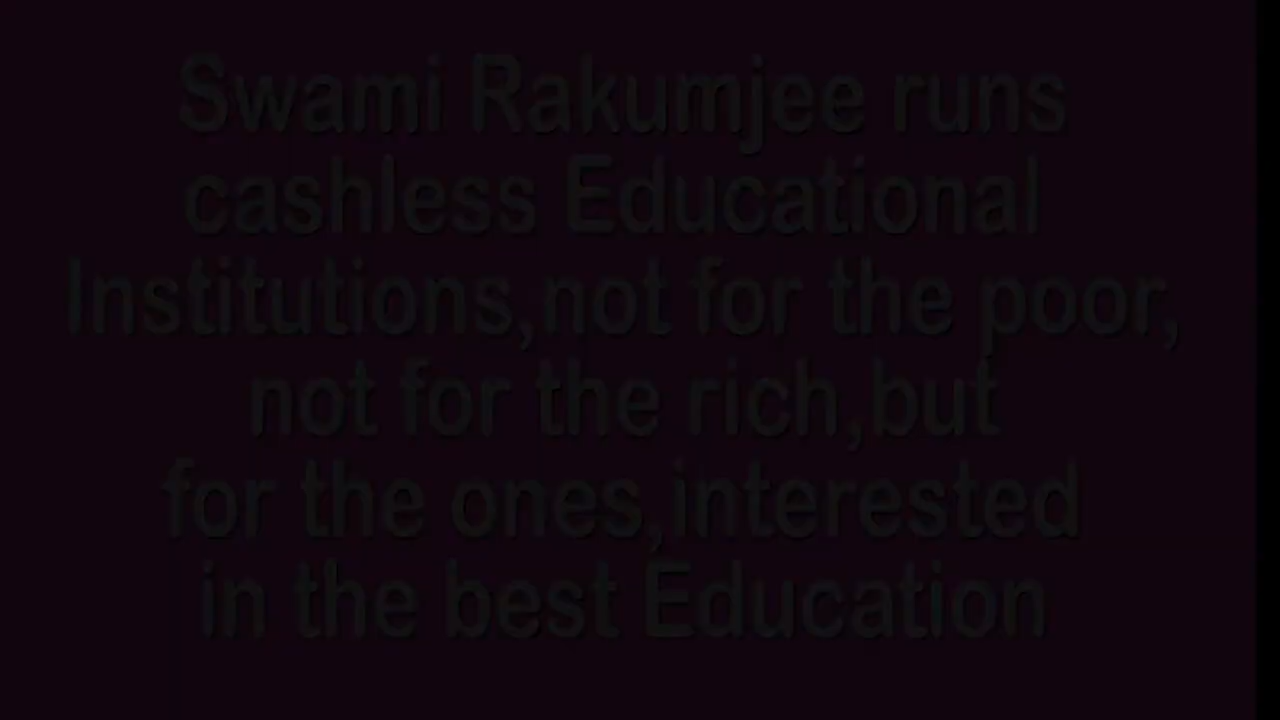 Swami Rakumjee runs
cashless Educational
Institutions,not for the poor,
not for the rich,but
for the ones,interested
in the best Education